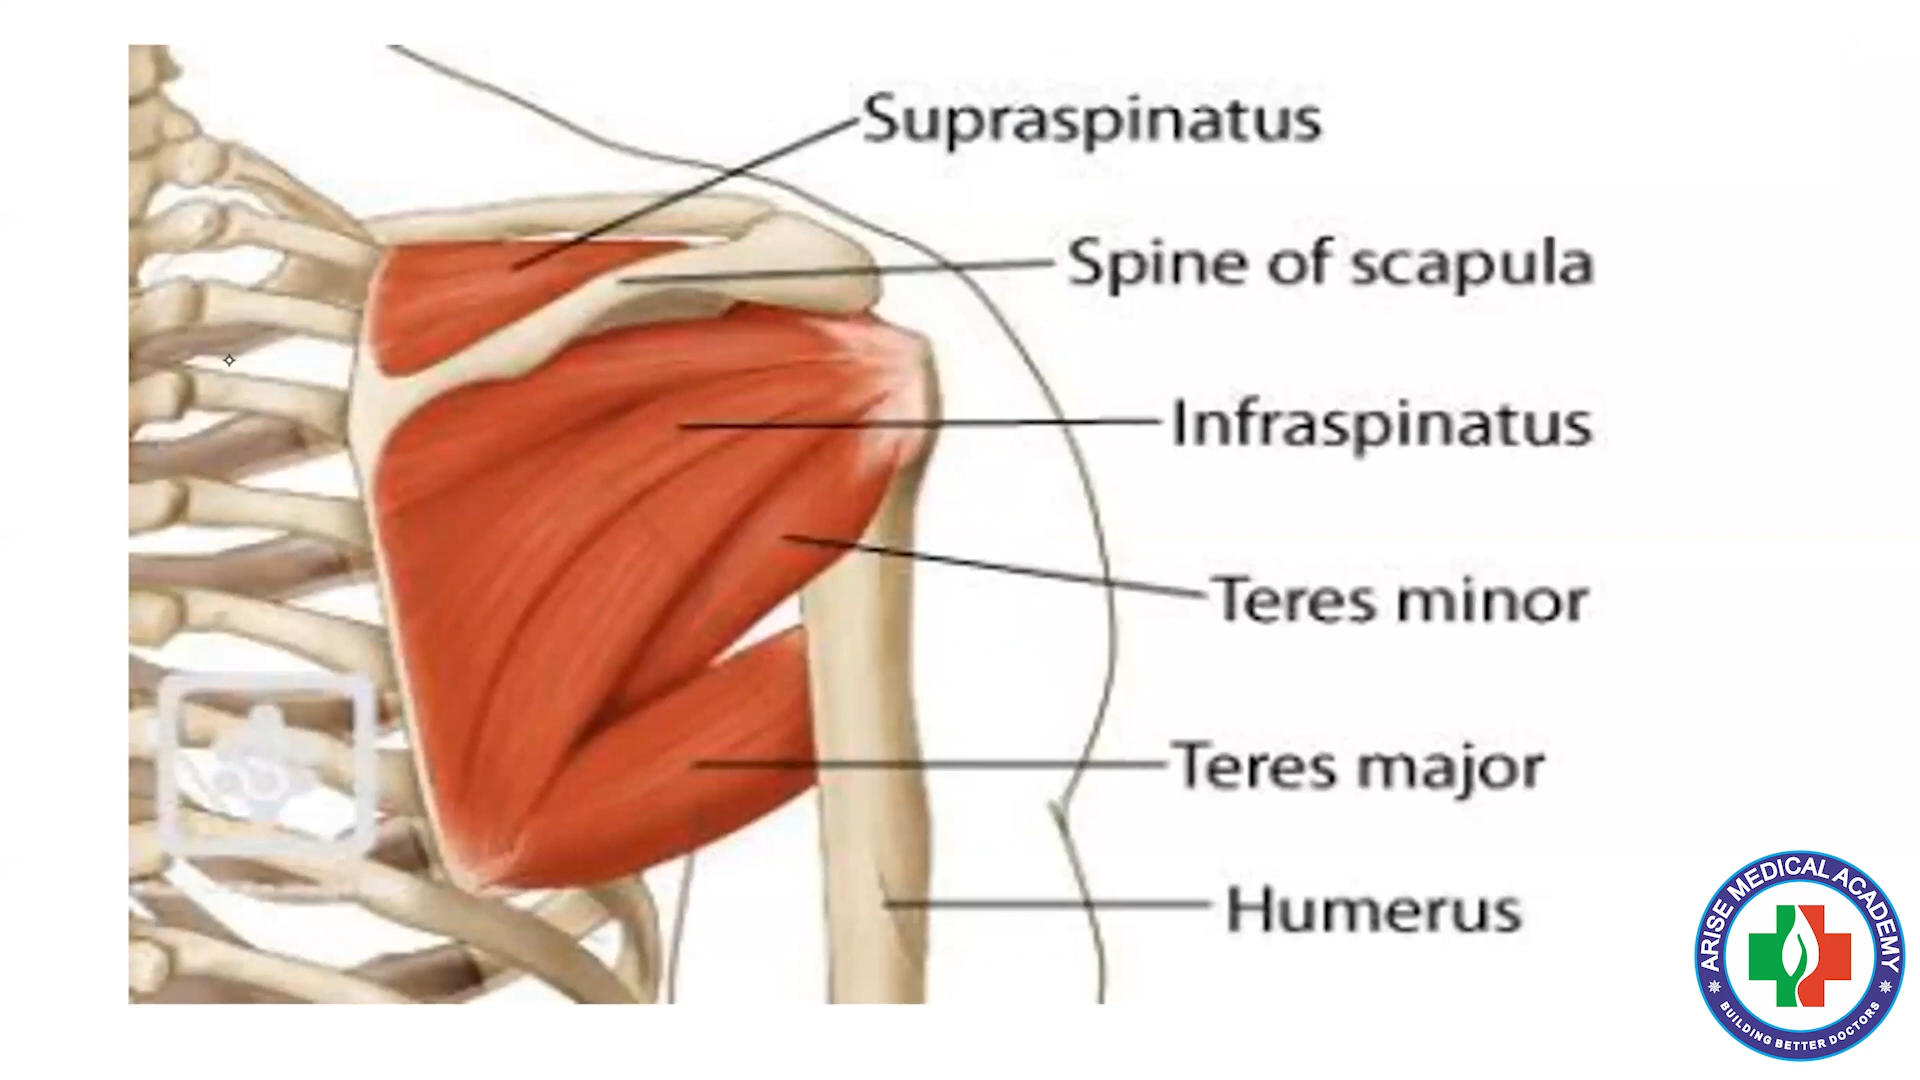 Supraspinatus
Spine of scapula
Infraspinatus
Teres minor
Teres major
Humerus
ARISE MEDICAL ACADEMY
BUILDING BETTER DOCTORS